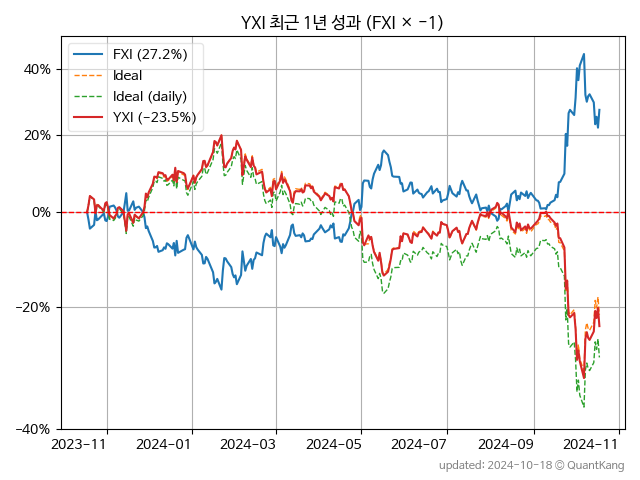 YXI 최근 1년 성과 (FXI × −1)
FXI (27.2%)
Ideal
Ideal (daily)
YXI (−23.5%)
40%
20%
0%
−20%
−40%
2023-11 2024-01 2024-03 2024-05 2024-07 2024-09 2024-11
updated: 2024-10-18 © QuantKang